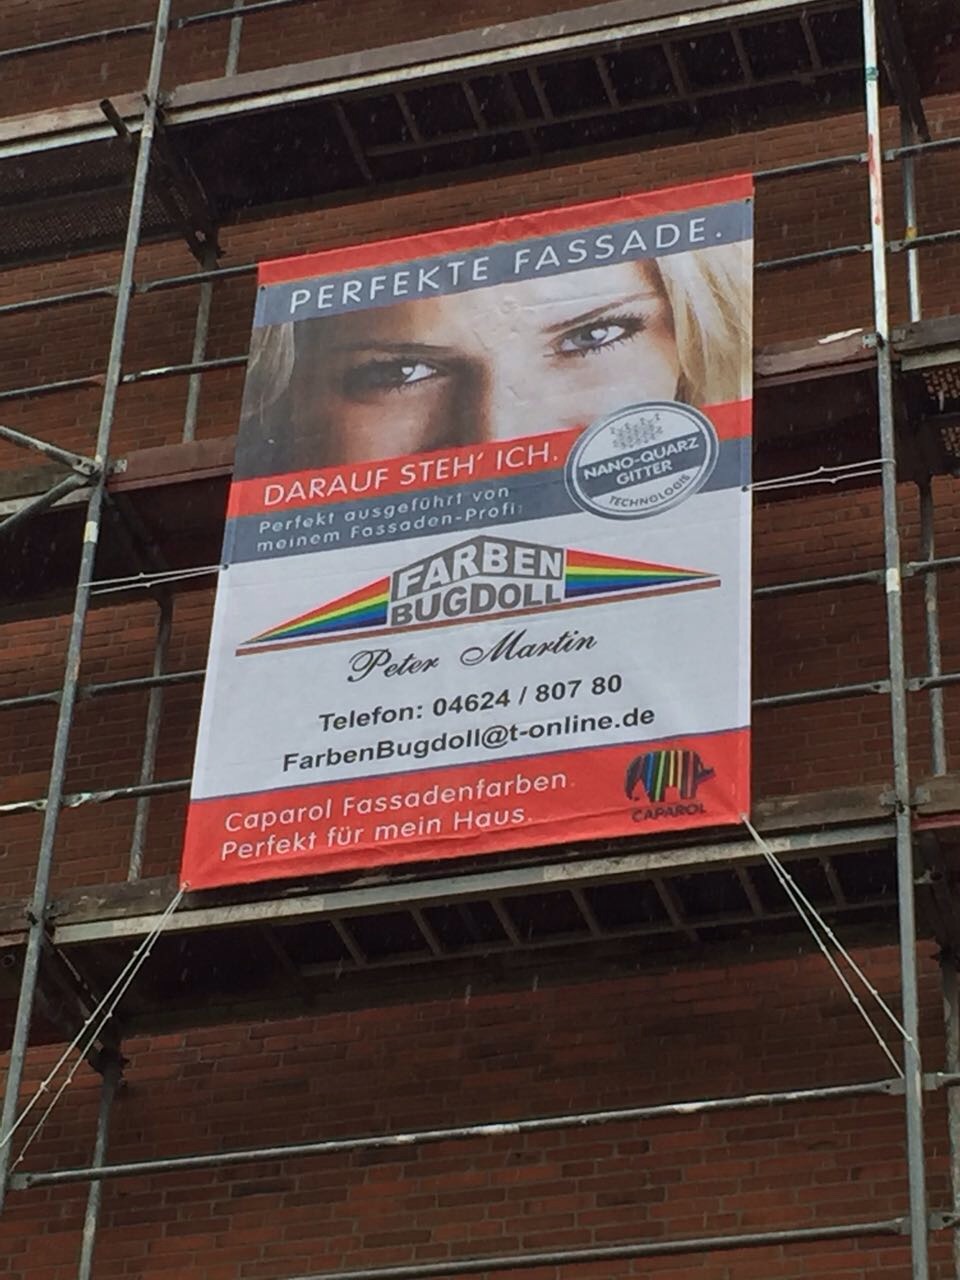 PERFEKTE FASSADE.
DARAUF STEH' ICH.
NANO-QUARZ
GITTER
TECHNOLOGIE
Perfekt ausgeführt von
meinem Fassaden-Profi:
FARBEN
BUGDOLL
Peter Martin
Telefon: 04624 / 807 80
FarbenBugdoll@t-online.de
Caparol Fassadenfarben.
Perfekt für mein Haus.
CAPAROL